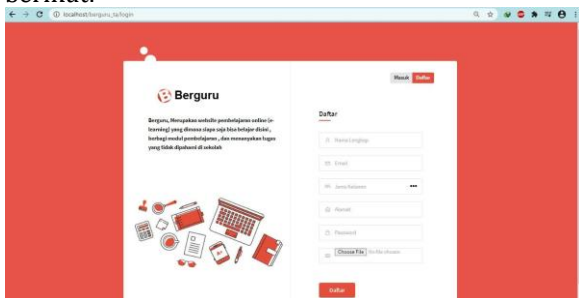 berikut:
localhost/berguru_ta/login
Masuk Daftar
Berguru
Berguru, Merupakan website pembelajaran online (e-
learning) yang dimana siapa saja bisa belajar disini ,
berbagi modul pembelajaran , dan menanyakan tugas
yang tidak dipahami di sekolah
Daftar
Nama Lengkap
Email
Jenis Kelamin
Alamat
Password
Choose File No file chosen
Daftar